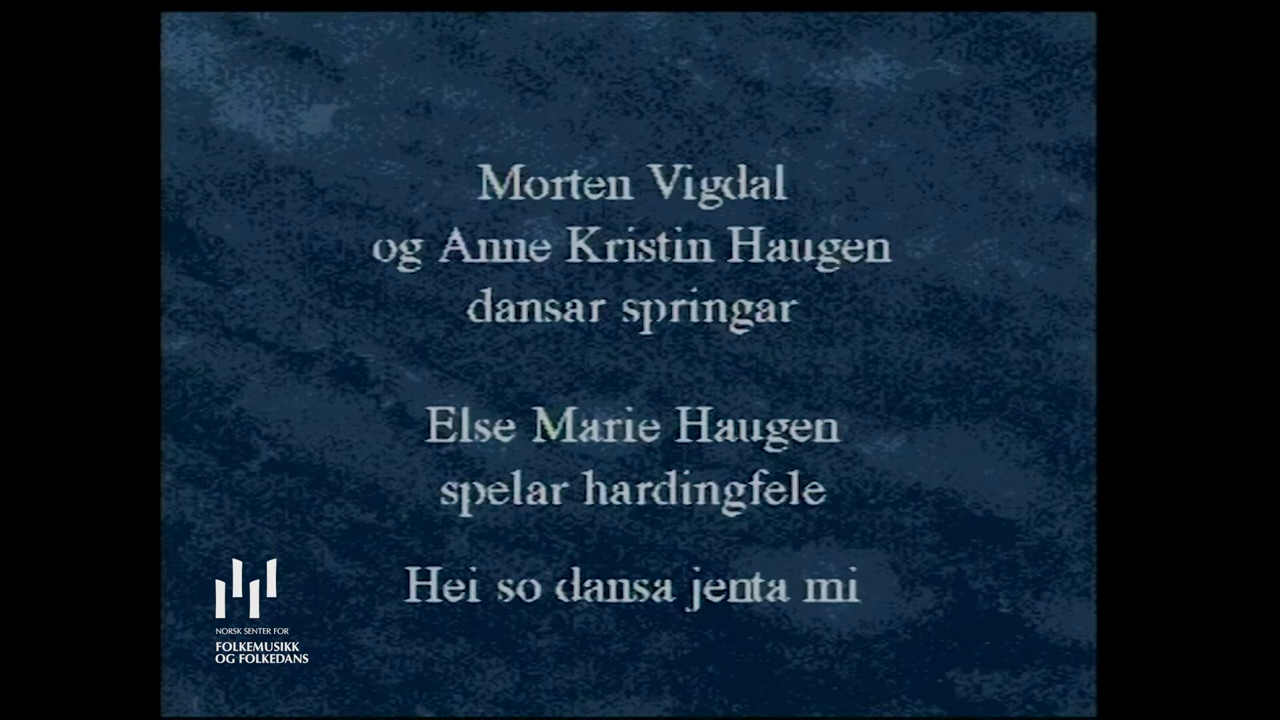 Morten Vigdal
og Anne Kristin Haugen
dansar springar
Else Marie Haugen
spelar hardingfele
Hei so dansa jenta mi
NORSK SENTER FOR
FOLKEMUSIKK
OG FOLKEDANS